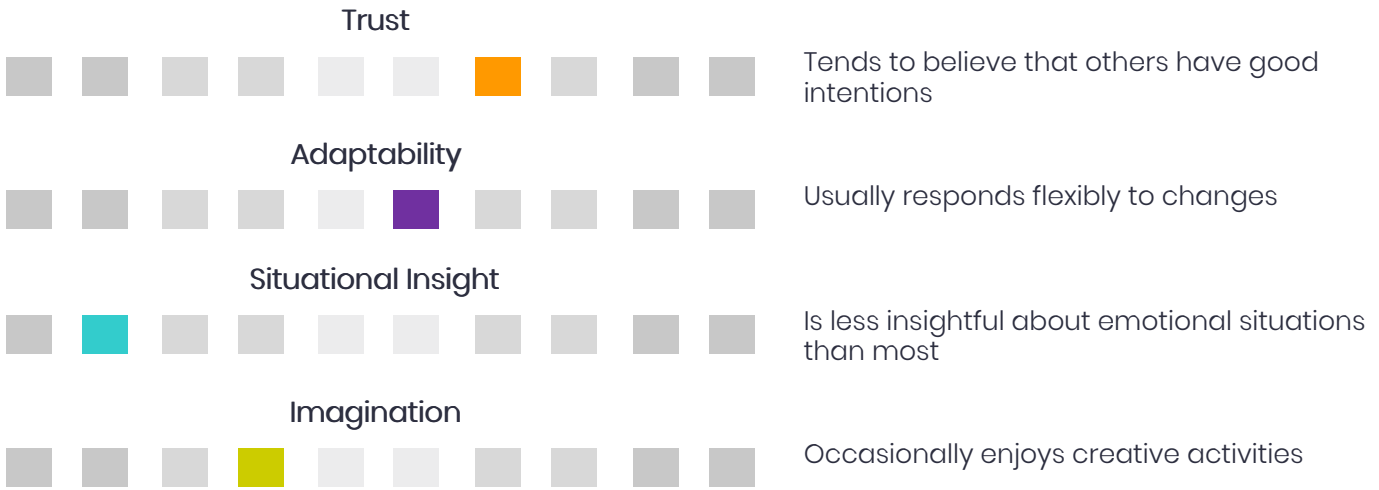 Trust
Tends to believe that others have good
intentions
Adaptability
Usually responds flexibly to changes
Situational Insight
Is less insightful about emotional situations
than most
Imagination
Occasionally enjoys creative activities